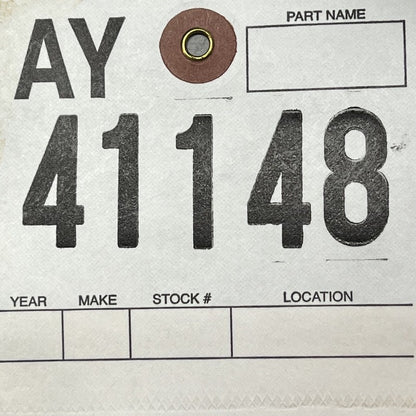 AY
PART NAME
41148
YEAR MAKE STOCK # LOCATION